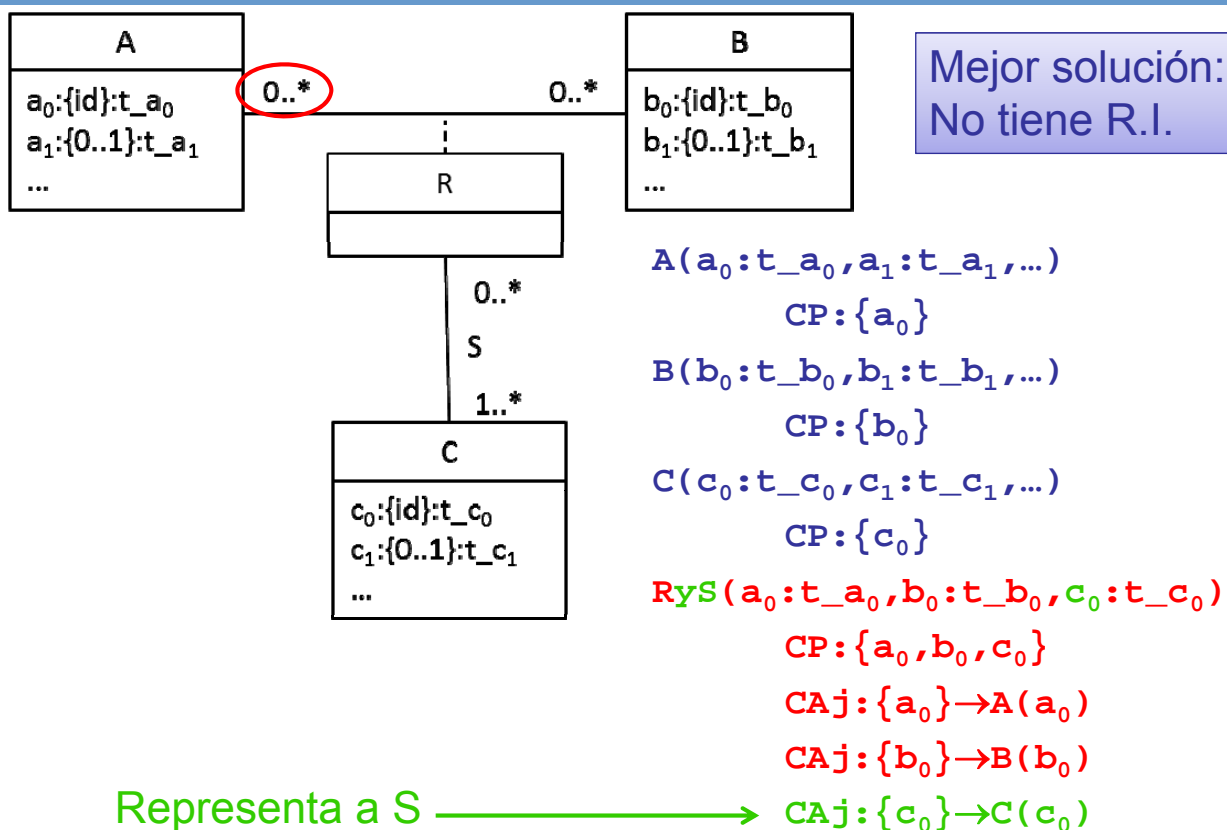 A
a₀:{id}:t_a₀
a₁:{0..1}:t_a₁
...
0..*
0..*
B
b₀:{id}:t_b₀
b₁:{0..1}:t_b₁
...
Mejor solución:
No tiene R.I.
R
0..*
S
1..*
C
c₀:{id}:t_c₀
c₁:{0..1}:t_c₁
...
A(a₀:t_a₀,a₁:t_a₁,…)
CP:{a₀}
B(b₀:t_b₀,b₁:t_b₁,…)
CP:{b₀}
C(c₀:t_c₀,c₁:t_c₁,…)
CP:{c₀}
RyS(a₀:t_a₀,b₀:t_b₀,c₀:t_c₀)
CP:{a₀,b₀,c₀}
CAj:{a₀}→A(a₀)
CAj:{b₀}→B(b₀)
Representa a S
CAj:{c₀}→C(c₀)